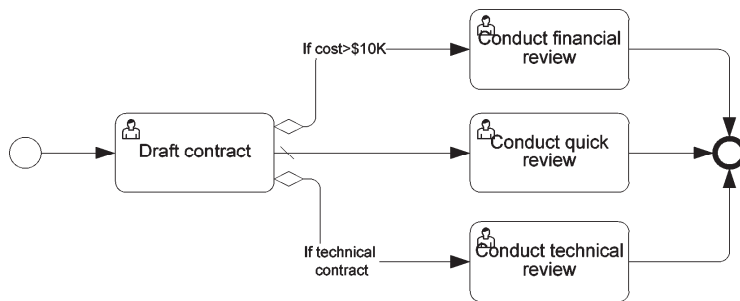 If cost>$10K
Conduct financial
review
Draft contract
Conduct quick
review
If technical
contract
Conduct technical
review